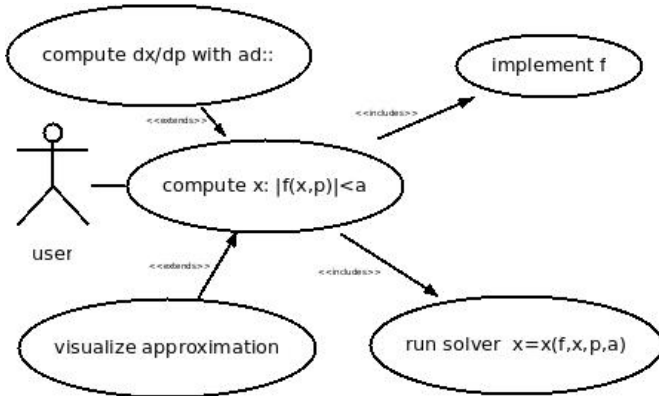 compute dx/dp with ad::
implement f
<<extends>>
<<includes>>
compute x: |f(x,p)|<a
user
<<extends>>
<<includes>>
visualize approximation
run solver x=x(f,x,p,a)